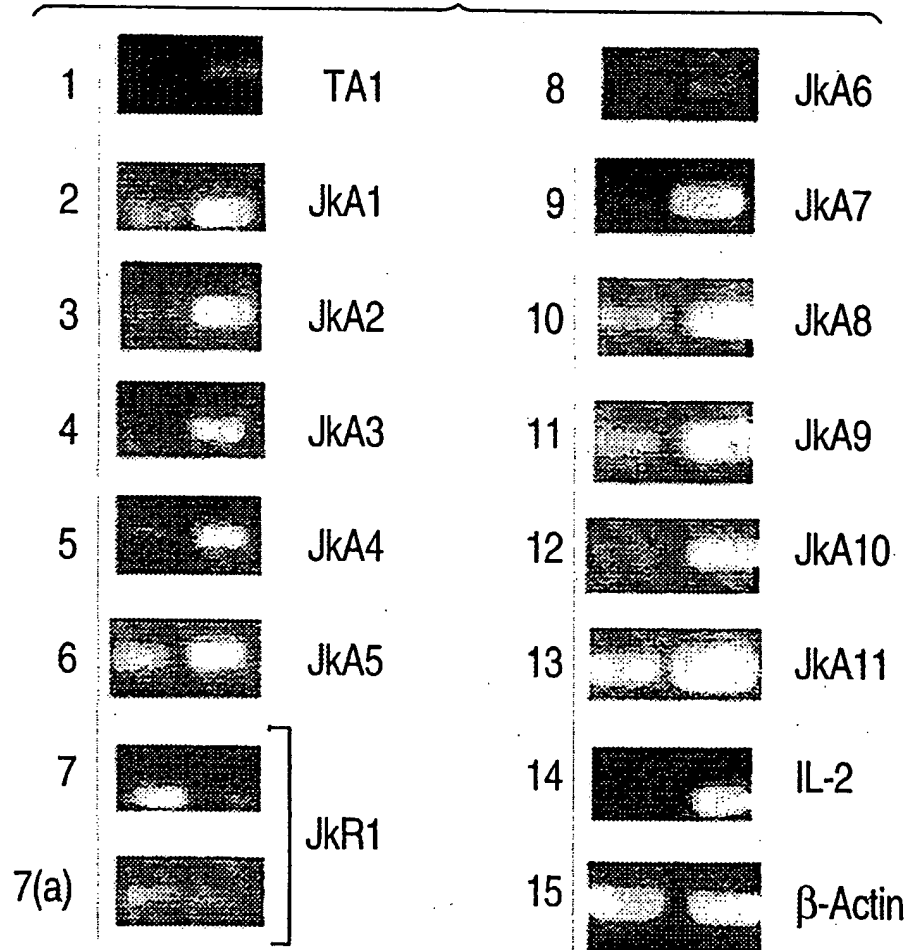 1 TA1
2 JkA1
3 JkA2
4 JkA3
5 JkA4
6 JkA5
7
JkR1
7(a)
8 JkA6
9 JkA7
10 JkA8
11 JkA9
12 JkA10
13 JkA11
14 IL-2
15 β-Actin